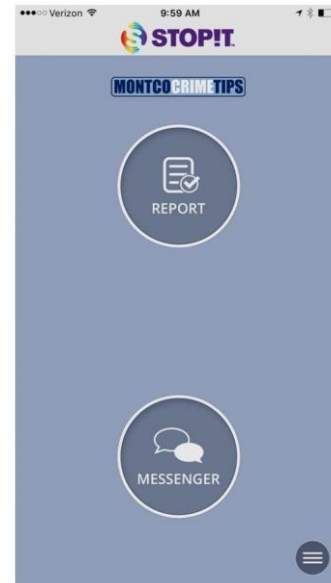 Verizon 9:59 AM
STOP!T.
MONTCOCRIMETIPS
REPORT
MESSENGER